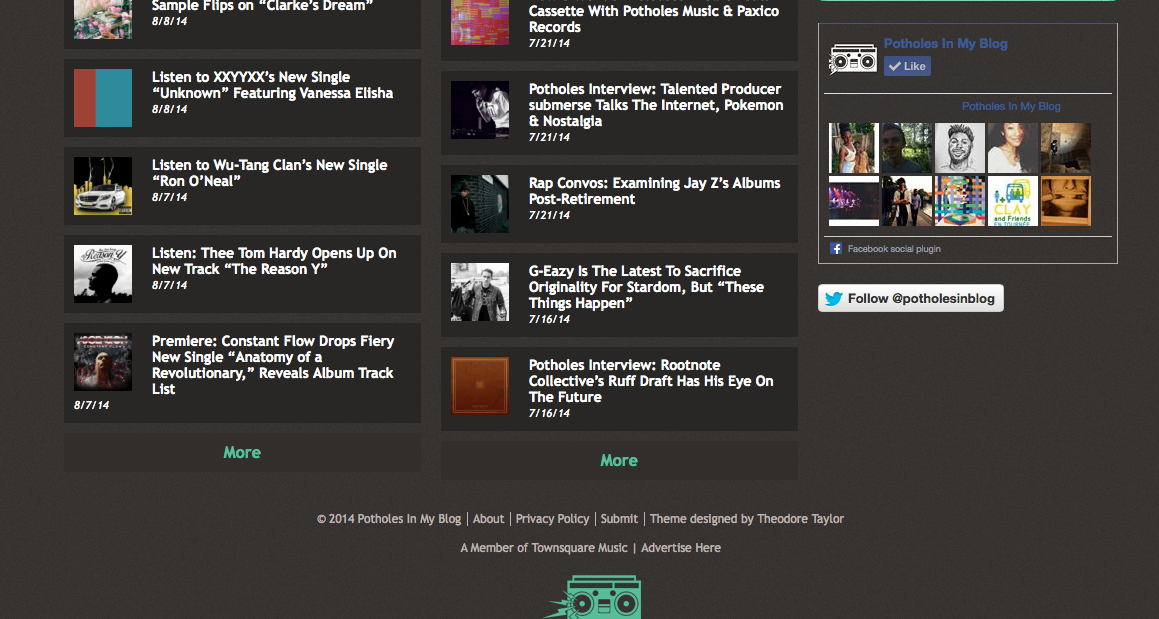 Sample Flips on “Clarke’s Dream”
8/8/14
Listen to XXYYXX’s New Single
“Unknown” Featuring Vanessa Elisha
8/8/14
Listen to Wu-Tang Clan’s New Single
“Ron O’Neal”
8/7/14
Listen: Thee Tom Hardy Opens Up On
New Track “The Reason Y”
8/7/14
Premiere: Constant Flow Drops Fiery
New Single “Anatomy of a
Revolutionary,” Reveals Album Track
List
8/7/14
More
Cassette With Potholes Music & Paxico
Records
7/21/14
Potholes Interview: Talented Producer
submerse Talks The Internet, Pokemon
& Nostalgia
7/21/14
Rap Convos: Examining Jay Z’s Albums
Post-Retirement
7/21/14
G-Eazy Is The Latest To Sacrifice
Originality For Stardom, But “These
Things Happen”
7/16/14
Potholes Interview: Rootnote
Collective’s Ruff Draft Has His Eye On
The Future
7/16/14
More
Potholes In My Blog
Like
Potholes In My Blog
CLAY
and Friends
EN TOURNÉE
Facebook social plugin
Follow @potholesinblog
© 2014 Potholes In My Blog | About | Privacy Policy | Submit | Theme designed by Theodore Taylor
A Member of Townsquare Music | Advertise Here